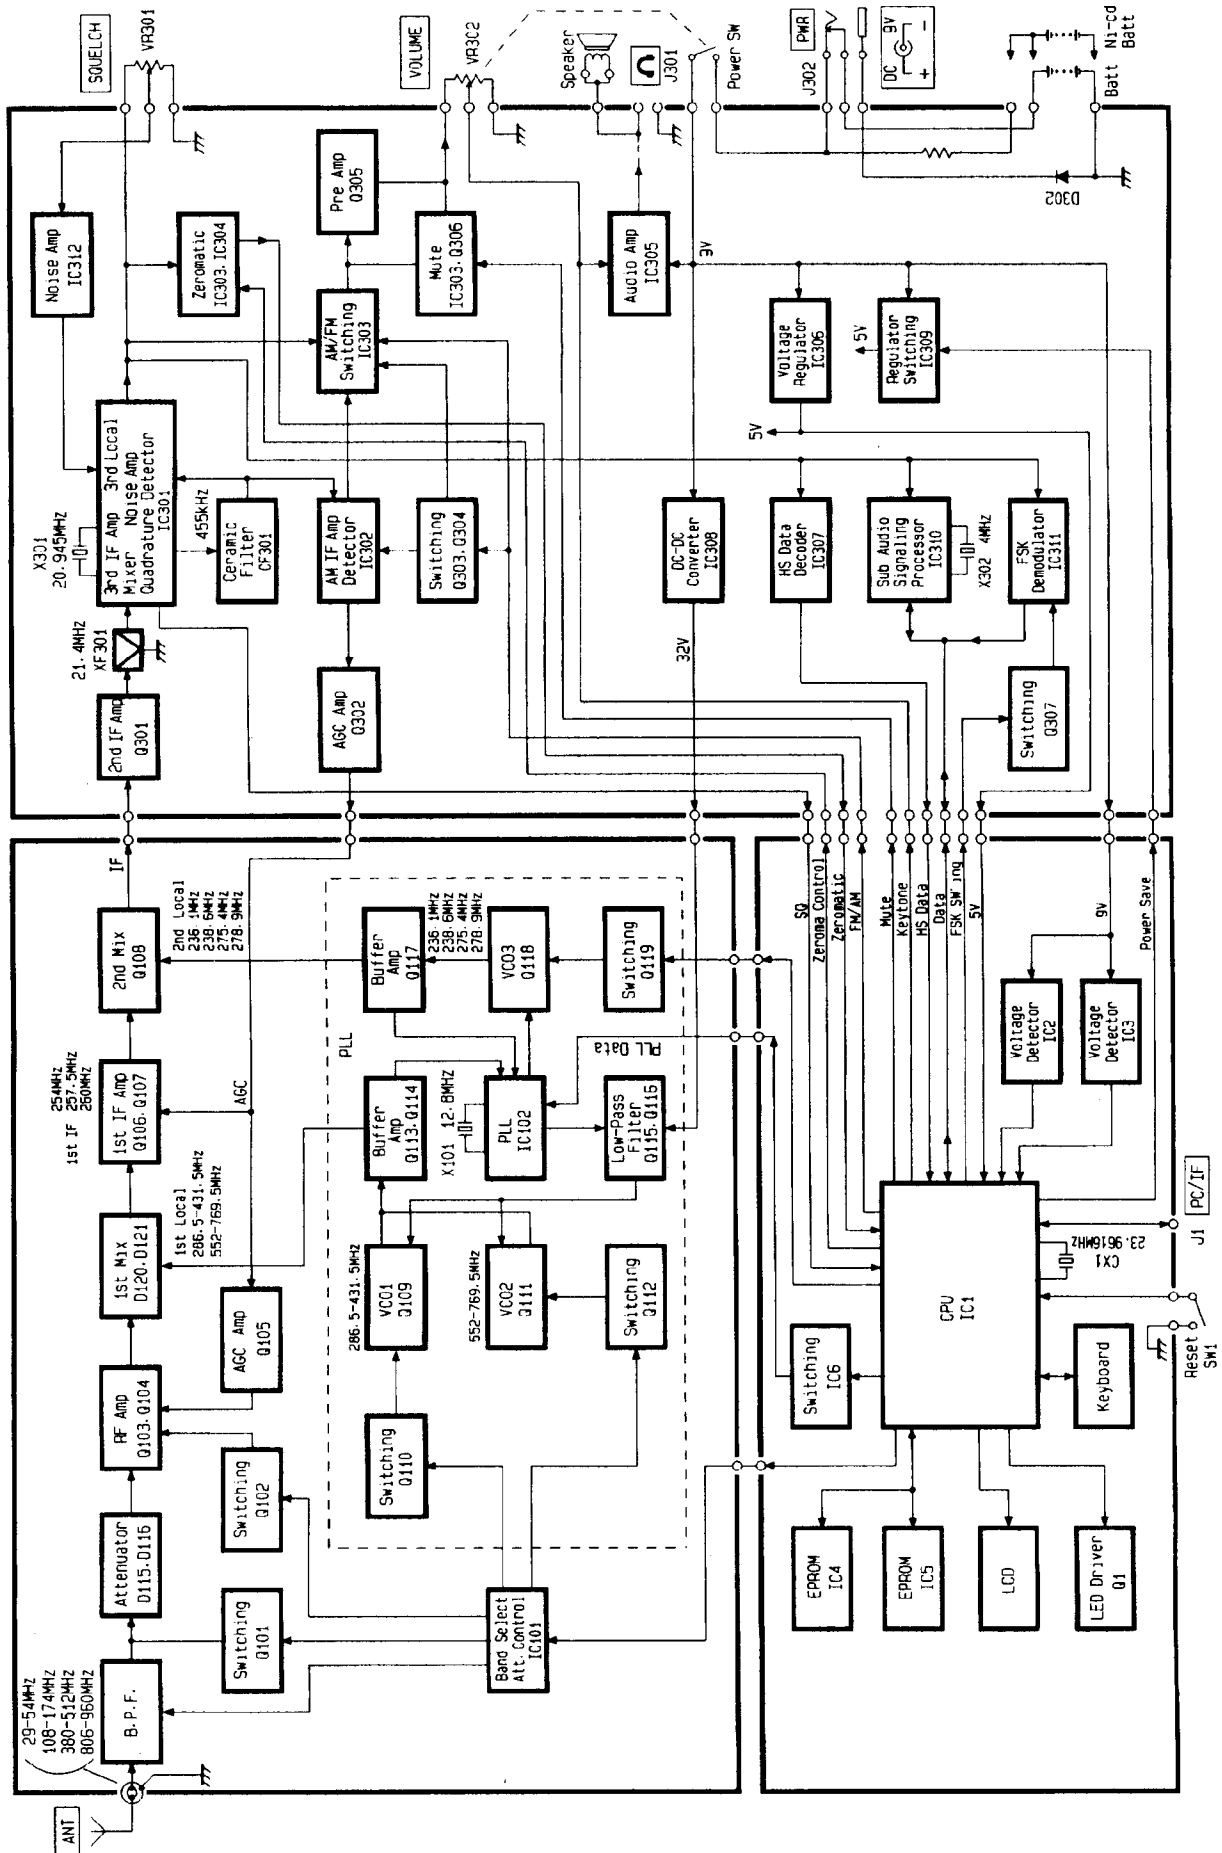 ANT
29-54MHz
108-174MHz
380-512MHz
806-960MHz
B.P.F.
Attenuator
D115.D116
RF Amp
Q103.Q104
1st Mix
D120.D121
1st IF Amp
Q106.Q107
2nd Mix
Q108
IF
1st IF
254MHz
257.5MHz
260MHz
1st Local
286.5-431.5MHz
552-769.5MHz
2nd Local
236.1MHz
238.6MHz
275.4MHz
278.9MHz
Switching
Q101
Switching
Q102
AGC Amp
Q105
AGC
Band Select
Att. Control
IC101
PLL
Switching
Q110
286.5-431.5MHz
VCO1
Q109
Buffer
Amp
Q113.Q114
Buffer
Amp
Q117
236.1MHz
238.6MHz
275.4MHz
278.9MHz
X101 12.8MHz
PLL
IC102
VCO3
Q118
552-769.5MHz
VCO2
Q111
Switching
Q112
Low-Pass
Filter
Q115.Q116
Switching
Q119
PLL Data
2nd IF Amp
Q301
21.4MHz
XF301
X301
20.945MHz
3rd IF Amp 3rd Local
Mixer Noise Amp
Quadrature Detector
IC301
Noise Amp
IC312
SQUELCH
VR301
455kHz
Ceramic
Filter
CF301
Zeromatic
IC303.IC304
AGC Amp
Q302
AM IF Amp
Detector
IC302
AM/FM
Switching
IC303
Pre Amp
Q305
Switching
Q303.Q304
Mute
IC303.Q306
VOLUME
VR302
Speaker
J301
Audio Amp
IC305
Power SW
9V
32V
DC-DC
Converter
IC308
5V
Voltage
Regulator
IC306
5V
Regulator
Switching
IC309
HS Data
Decoder
IC307
Sub Audio
Signaling
Processor
IC310
X302 4MHz
FSK
Demodulator
IC311
Switching
Q307
J302
PWR
DC 9V
Batt
Ni-cd
Batt
D302
SQ
Zeroma Control
Zeromatic
FM/AM
Mute
Keytone
HS Data
Data
FSK SW
5V
9V
Power Save
Voltage
Detector
IC2
Voltage
Detector
IC3
CPU
IC1
Switching
IC6
Keyboard
CX1
23.9616MHz
J1
PC/IF
Reset
SW1
EPROM
IC4
EPROM
IC5
LCD
LED Driver
Q1